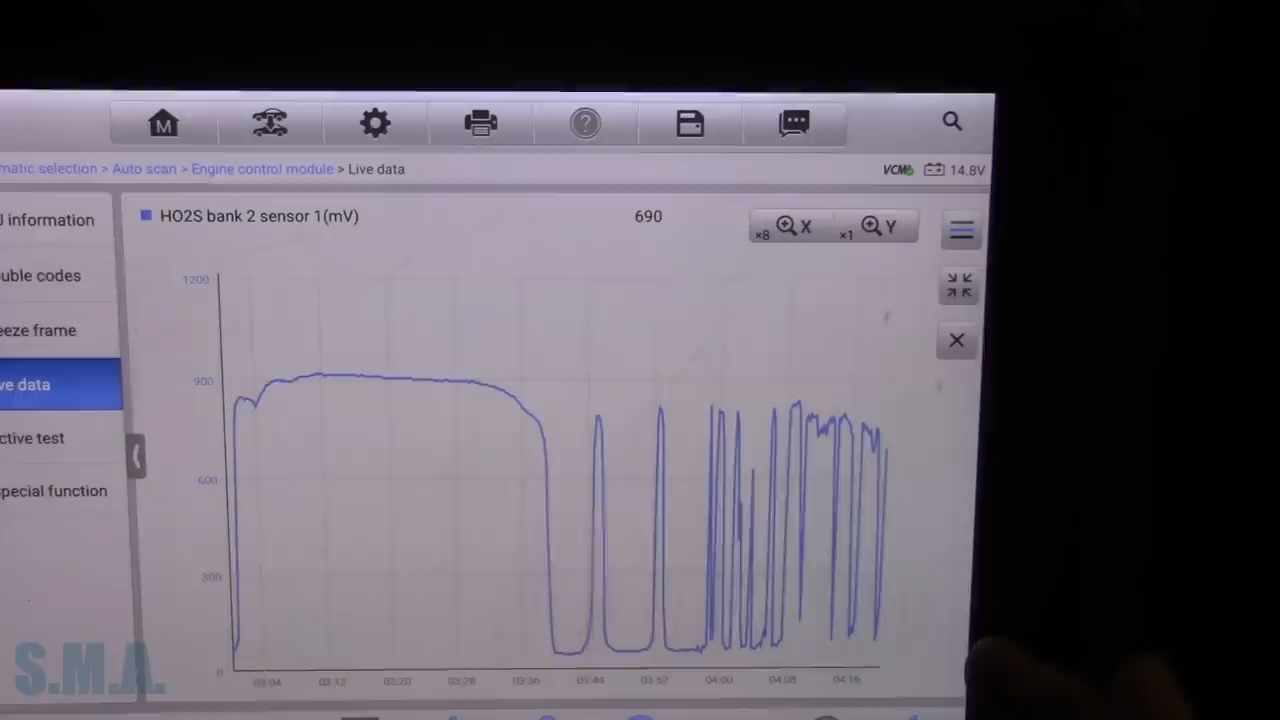 M ?
matic selection > Auto scan > Engine control module > Live data
VCM 14.8V
J information
uble codes
eeze frame
ve data
ctive test
special function
HO2S bank 2 sensor 1(mV) 690
x8 X x1 Y
1200
900
600
300
0
03:04 03:12 03:20 03:28 03:36 03:44 03:52 04:00 04:08 04:16
S.M.A.